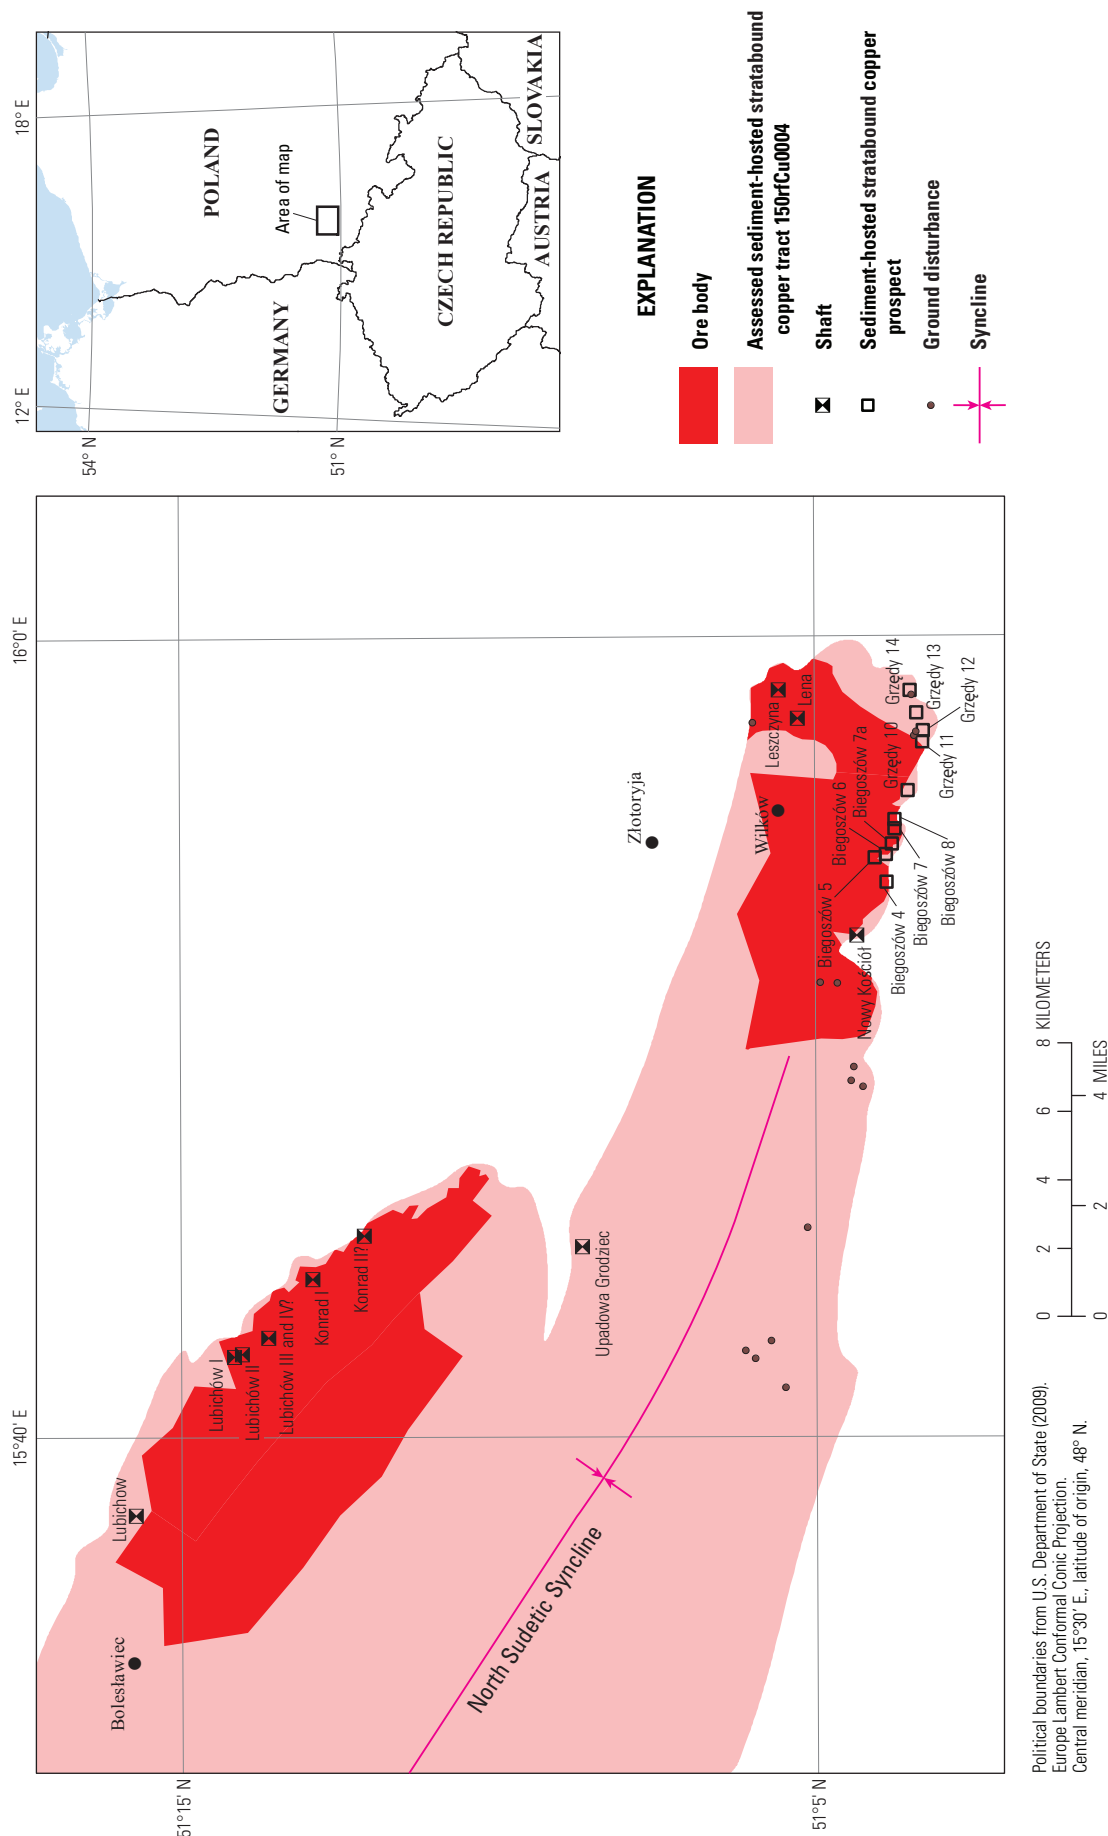 16°0' E
15°40' E
51°15' N
51°5' N
Bolesławiec
Lubichow
Lubichów I
Lubichów II
Lubichów III and IV?
Konrad I
Konrad II?
Upadowa Grodziec
North Sudetic Syncline
Złotoryja
Wilków
Leszczyna
Lena
Nowy Kościół
Biegoszów 4
Biegoszów 5
Biegoszów 6
Biegoszów 7
Biegoszów 7a
Biegoszów 8
Grzędy 10
Grzędy 11
Grzędy 12
Grzędy 13
Grzędy 14
12° E
18° E
54° N
51° N
GERMANY
POLAND
Area of map
CZECH REPUBLIC
AUSTRIA
SLOVAKIA
EXPLANATION
Ore body
Assessed sediment-hosted stratabound
copper tract 150rfCu0004
Shaft
Sediment-hosted stratabound copper
prospect
Ground disturbance
Syncline
0 2 4 6 8 KILOMETERS
0 2 4 MILES
Political boundaries from U.S. Department of State (2009).
Europe Lambert Conformal Conic Projection.
Central meridian, 15°30' E., latitude of origin, 48° N.